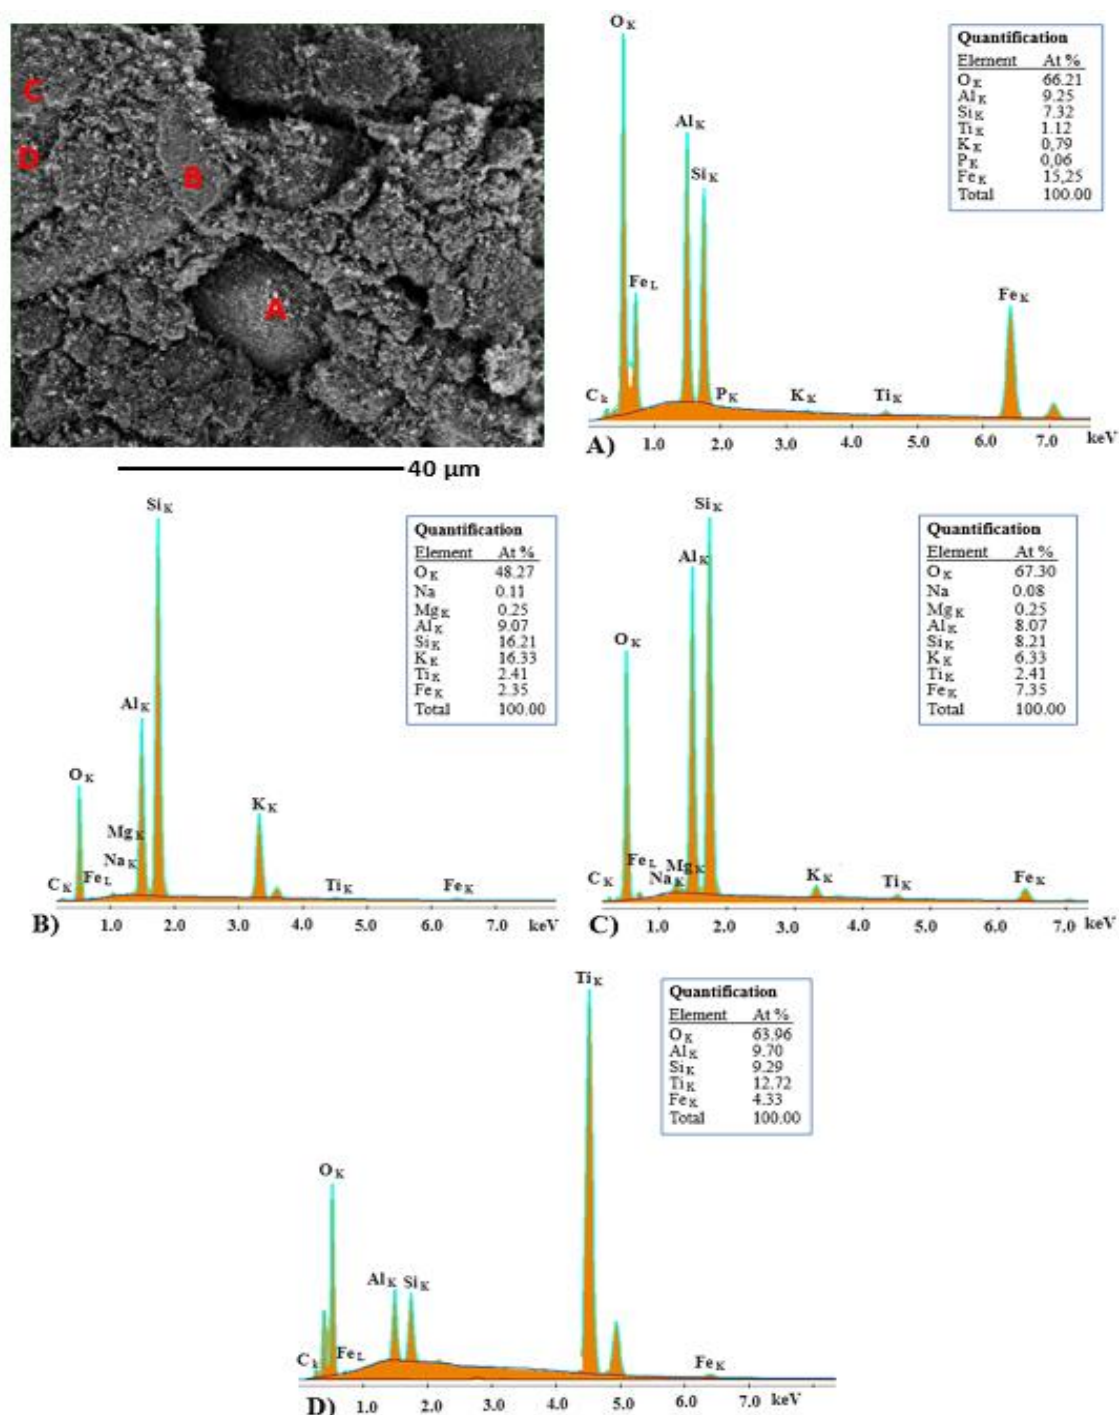 C
D
B
A
40 µm
O K
Al K
Si K
Fe L
Fe K
C k
P K
K K
Ti K
1.0 2.0 3.0 4.0 5.0 6.0 7.0 keV
A)
Quantification
Element At %
O K 66.21
Al K 9.25
Si K 7.32
Ti K 1.12
K K 0,79
P K 0,06
Fe K 15,25
Total 100.00
Si K
Al K
O K
K K
Mg K
Na K
C K
Fe L
Ti K
Fe K
1.0 2.0 3.0 4.0 5.0 6.0 7.0 keV
B)
Quantification
Element At %
O K 48.27
Na 0.11
Mg K 0.25
Al K 9.07
Si K 16.21
K K 16.33
Ti K 2.41
Fe K 2.35
Total 100.00
Si K
Al K
O K
Fe L
Mg K
Na K
C K
K K
Ti K
Fe K
1.0 2.0 3.0 4.0 5.0 6.0 7.0 keV
C)
Quantification
Element At %
O K 67.30
Na 0.08
Mg K 0.25
Al K 8.07
Si K 8.21
K K 6.33
Ti K 2.41
Fe K 7.35
Total 100.00
Ti K
O K
Al K
Si K
C k
Fe L
Fe K
D) 1.0 2.0 3.0 4.0 5.0 6.0 keV
Quantification
Element At %
O K 63,96
Al K 9.70
Si K 9.29
Ti K 12.72
Fe K 4.33
Total 100.00